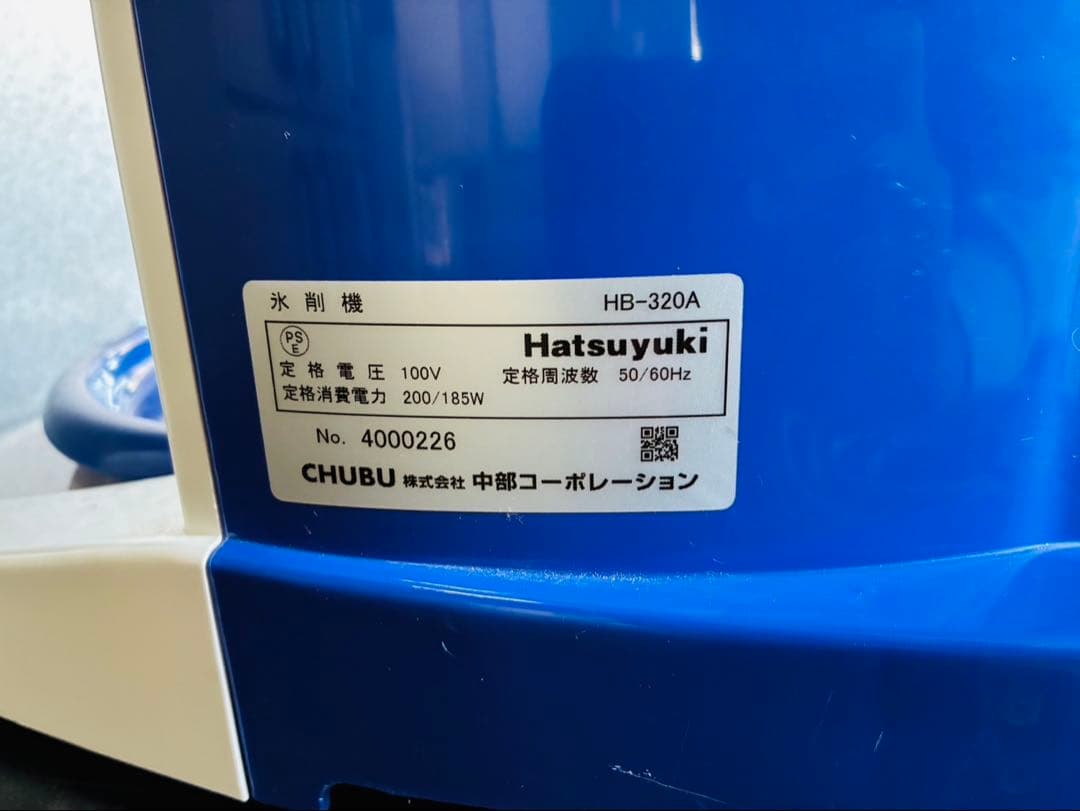 氷削機 HB-320A
PSE Hatsuyuki
定格電圧 100V 定格周波数 50/60Hz
定格消費電力 200/185W
No. 4000226
CHUBU 株式会社 中部コーポレーション